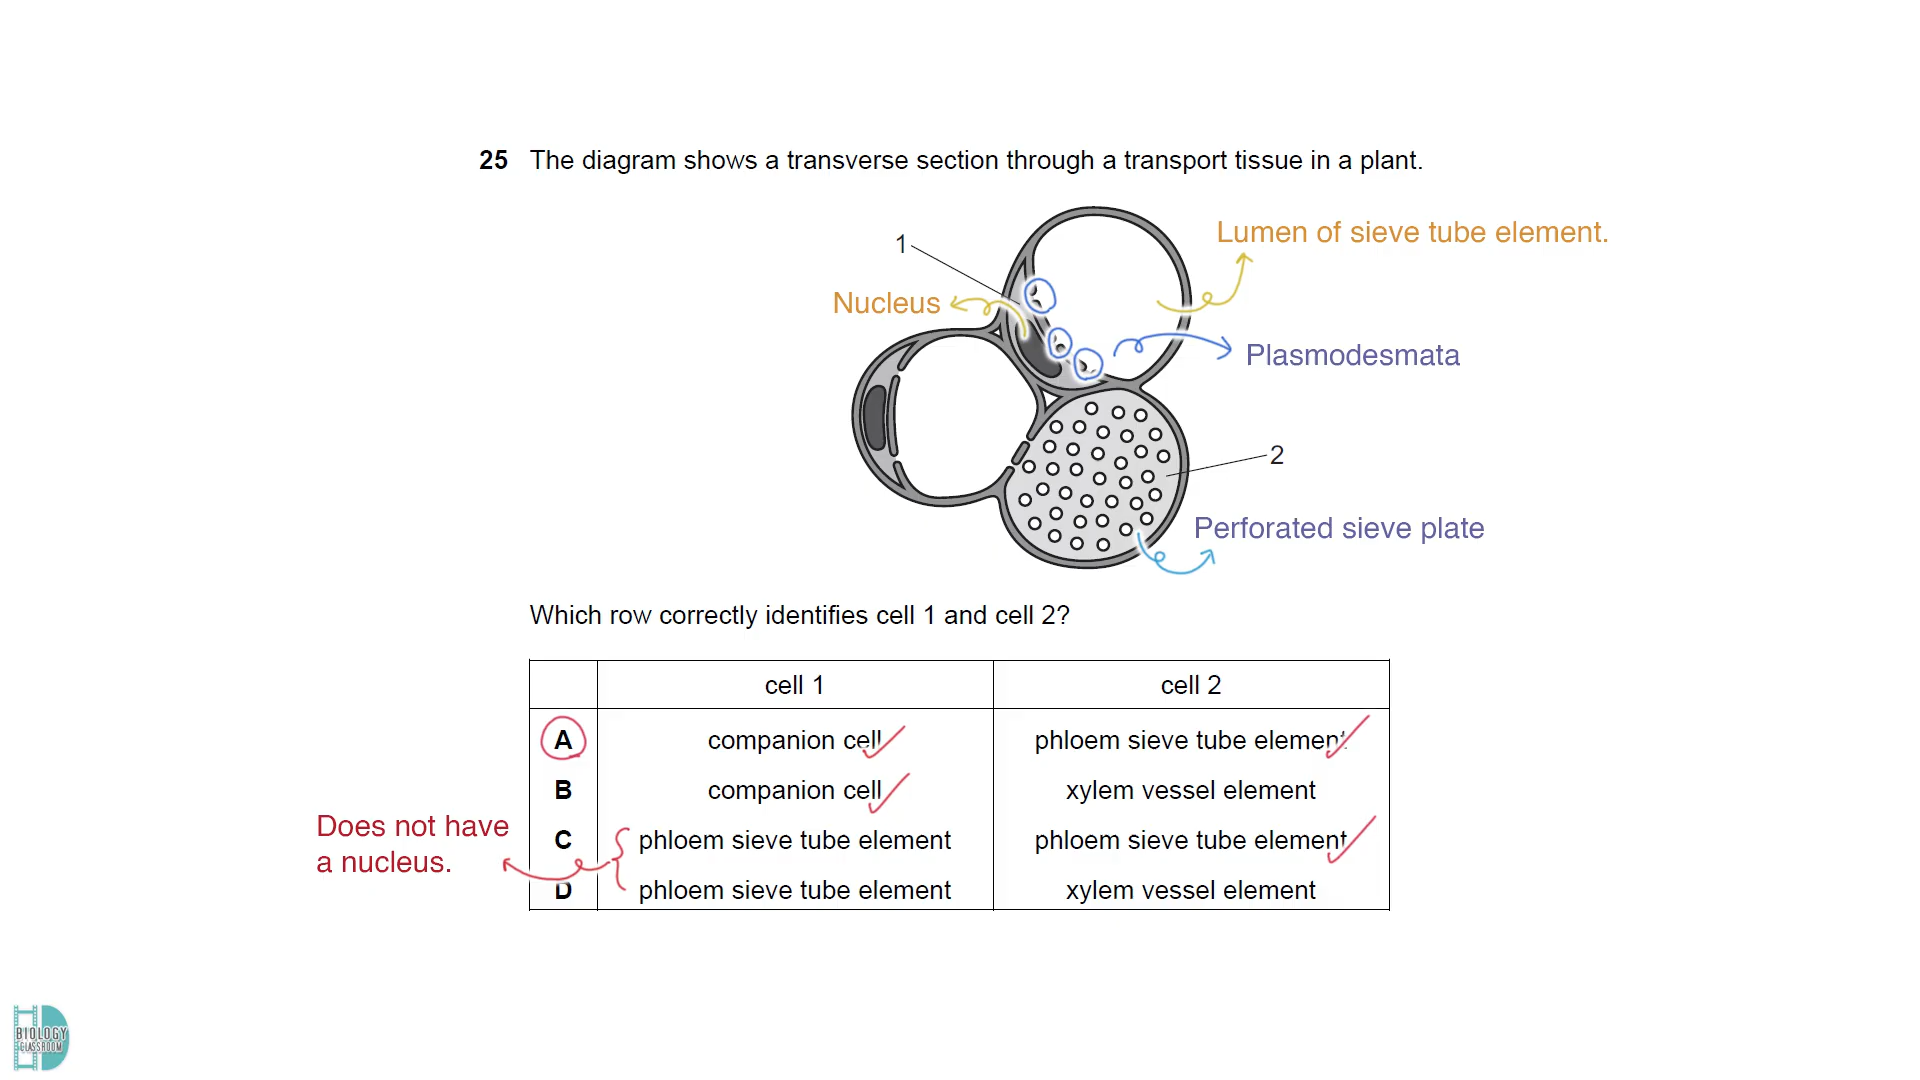 25 The diagram shows a transverse section through a transport tissue in a plant.
1
Lumen of sieve tube element.
Nucleus
Plasmodesmata
2
Perforated sieve plate
Which row correctly identifies cell 1 and cell 2?
cell 1 cell 2
A companion cell phloem sieve tube element
B companion cell xylem vessel element
C phloem sieve tube element phloem sieve tube element
D phloem sieve tube element xylem vessel element
Does not have
a nucleus.
BIOLOGY
CLASSROOM